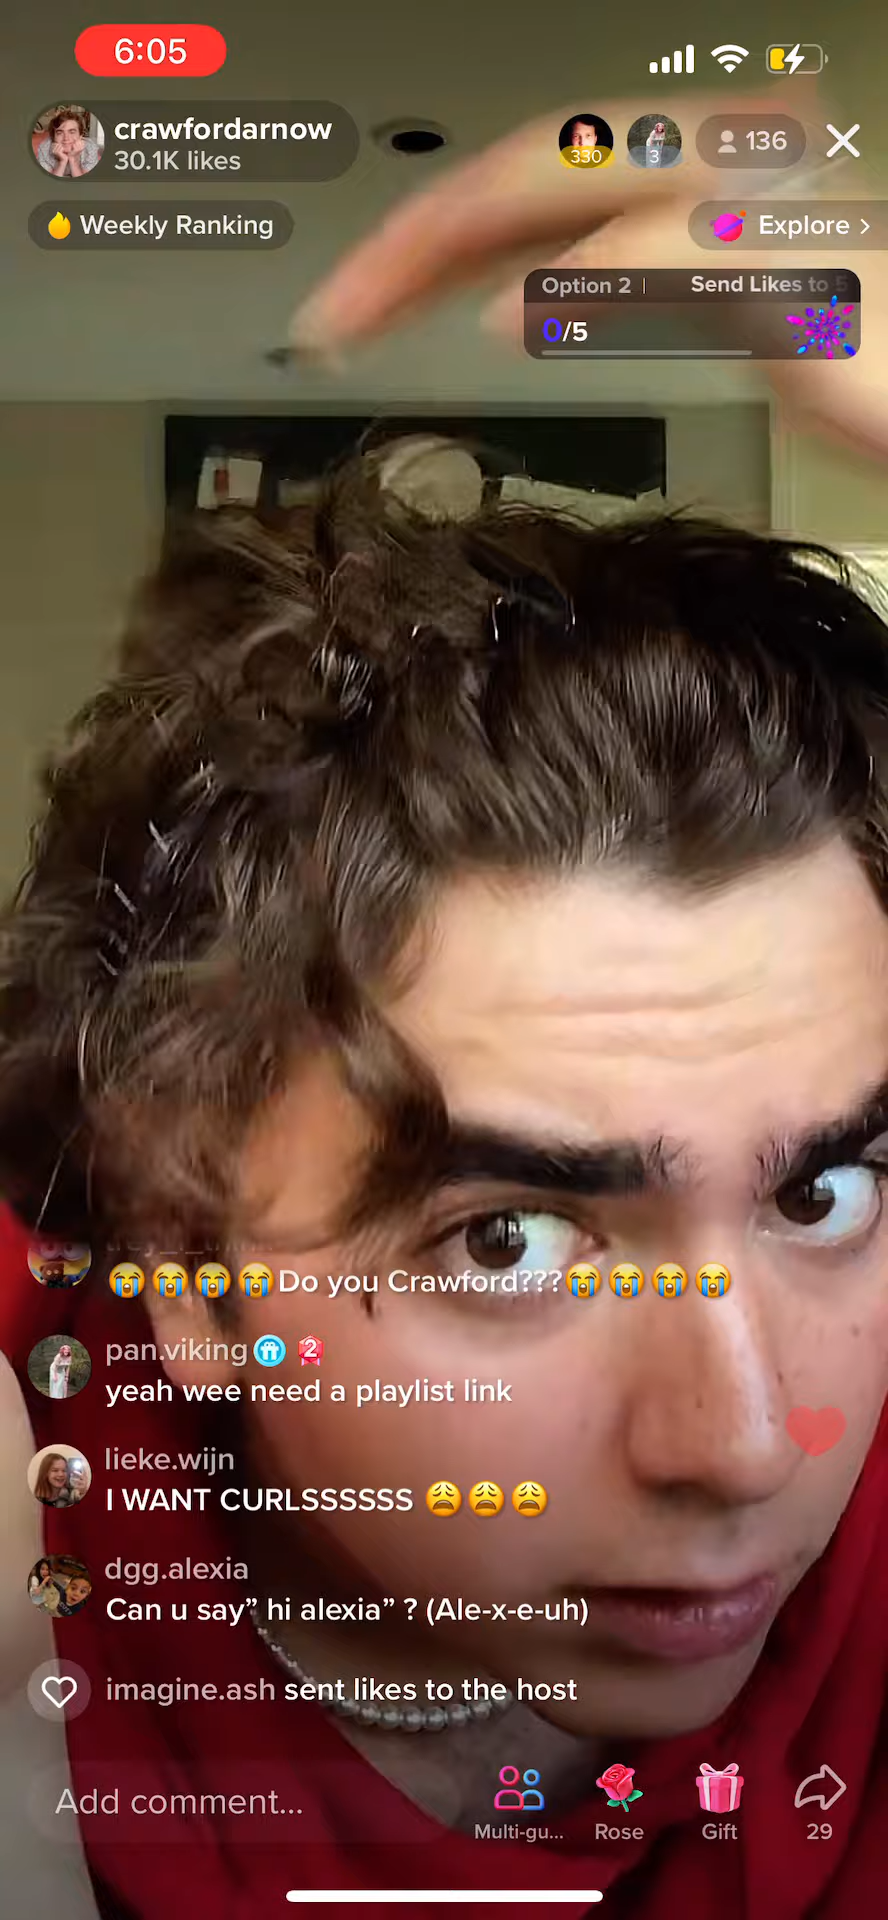 6:05
crawfordarnow
30.1K likes
330
3
136
Weekly Ranking
Explore >
Option 2 | Send Likes to 5
0/5
😭😭😭😭Do you Crawford???😭😭😭😭
pan.viking 2
yeah wee need a playlist link
lieke.wijn
I WANT CURLSSSSSS 😩😩😩
dgg.alexia
Can u say” hi alexia” ? (Ale-x-e-uh)
imagine.ash sent likes to the host
Add comment...
Multi-gu...
Rose
Gift
29